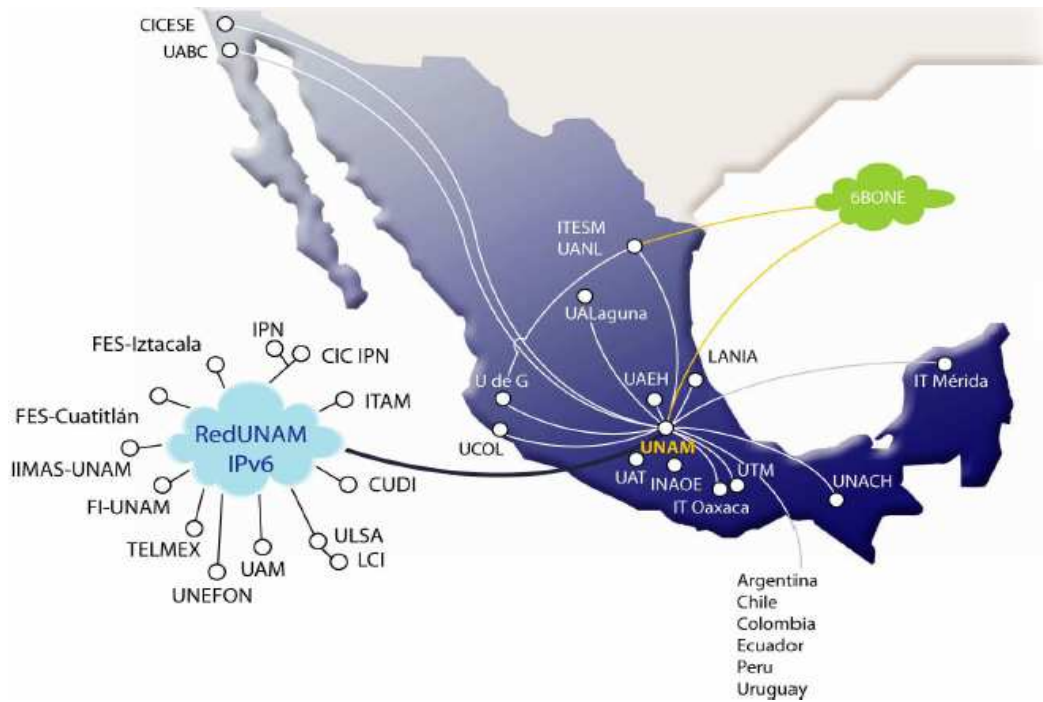 CICESE
UABC
6BONE
ITESM
UANL
UALaguna
LANIA
UAEH
U de G
IT Mérida
UCOL
UNAM
UAT
INAOE
UTM
IT Oaxaca
UNACH
IPN
CIC IPN
FES-Iztacala
ITAM
FES-Cuatitlán
RedUNAM
IPv6
IIMAS-UNAM
CUDI
FI-UNAM
TELMEX
ULSA
LCI
UAM
UNEFON
Argentiina
Chile
Colombia
Ecuador
Peru
Uruguay